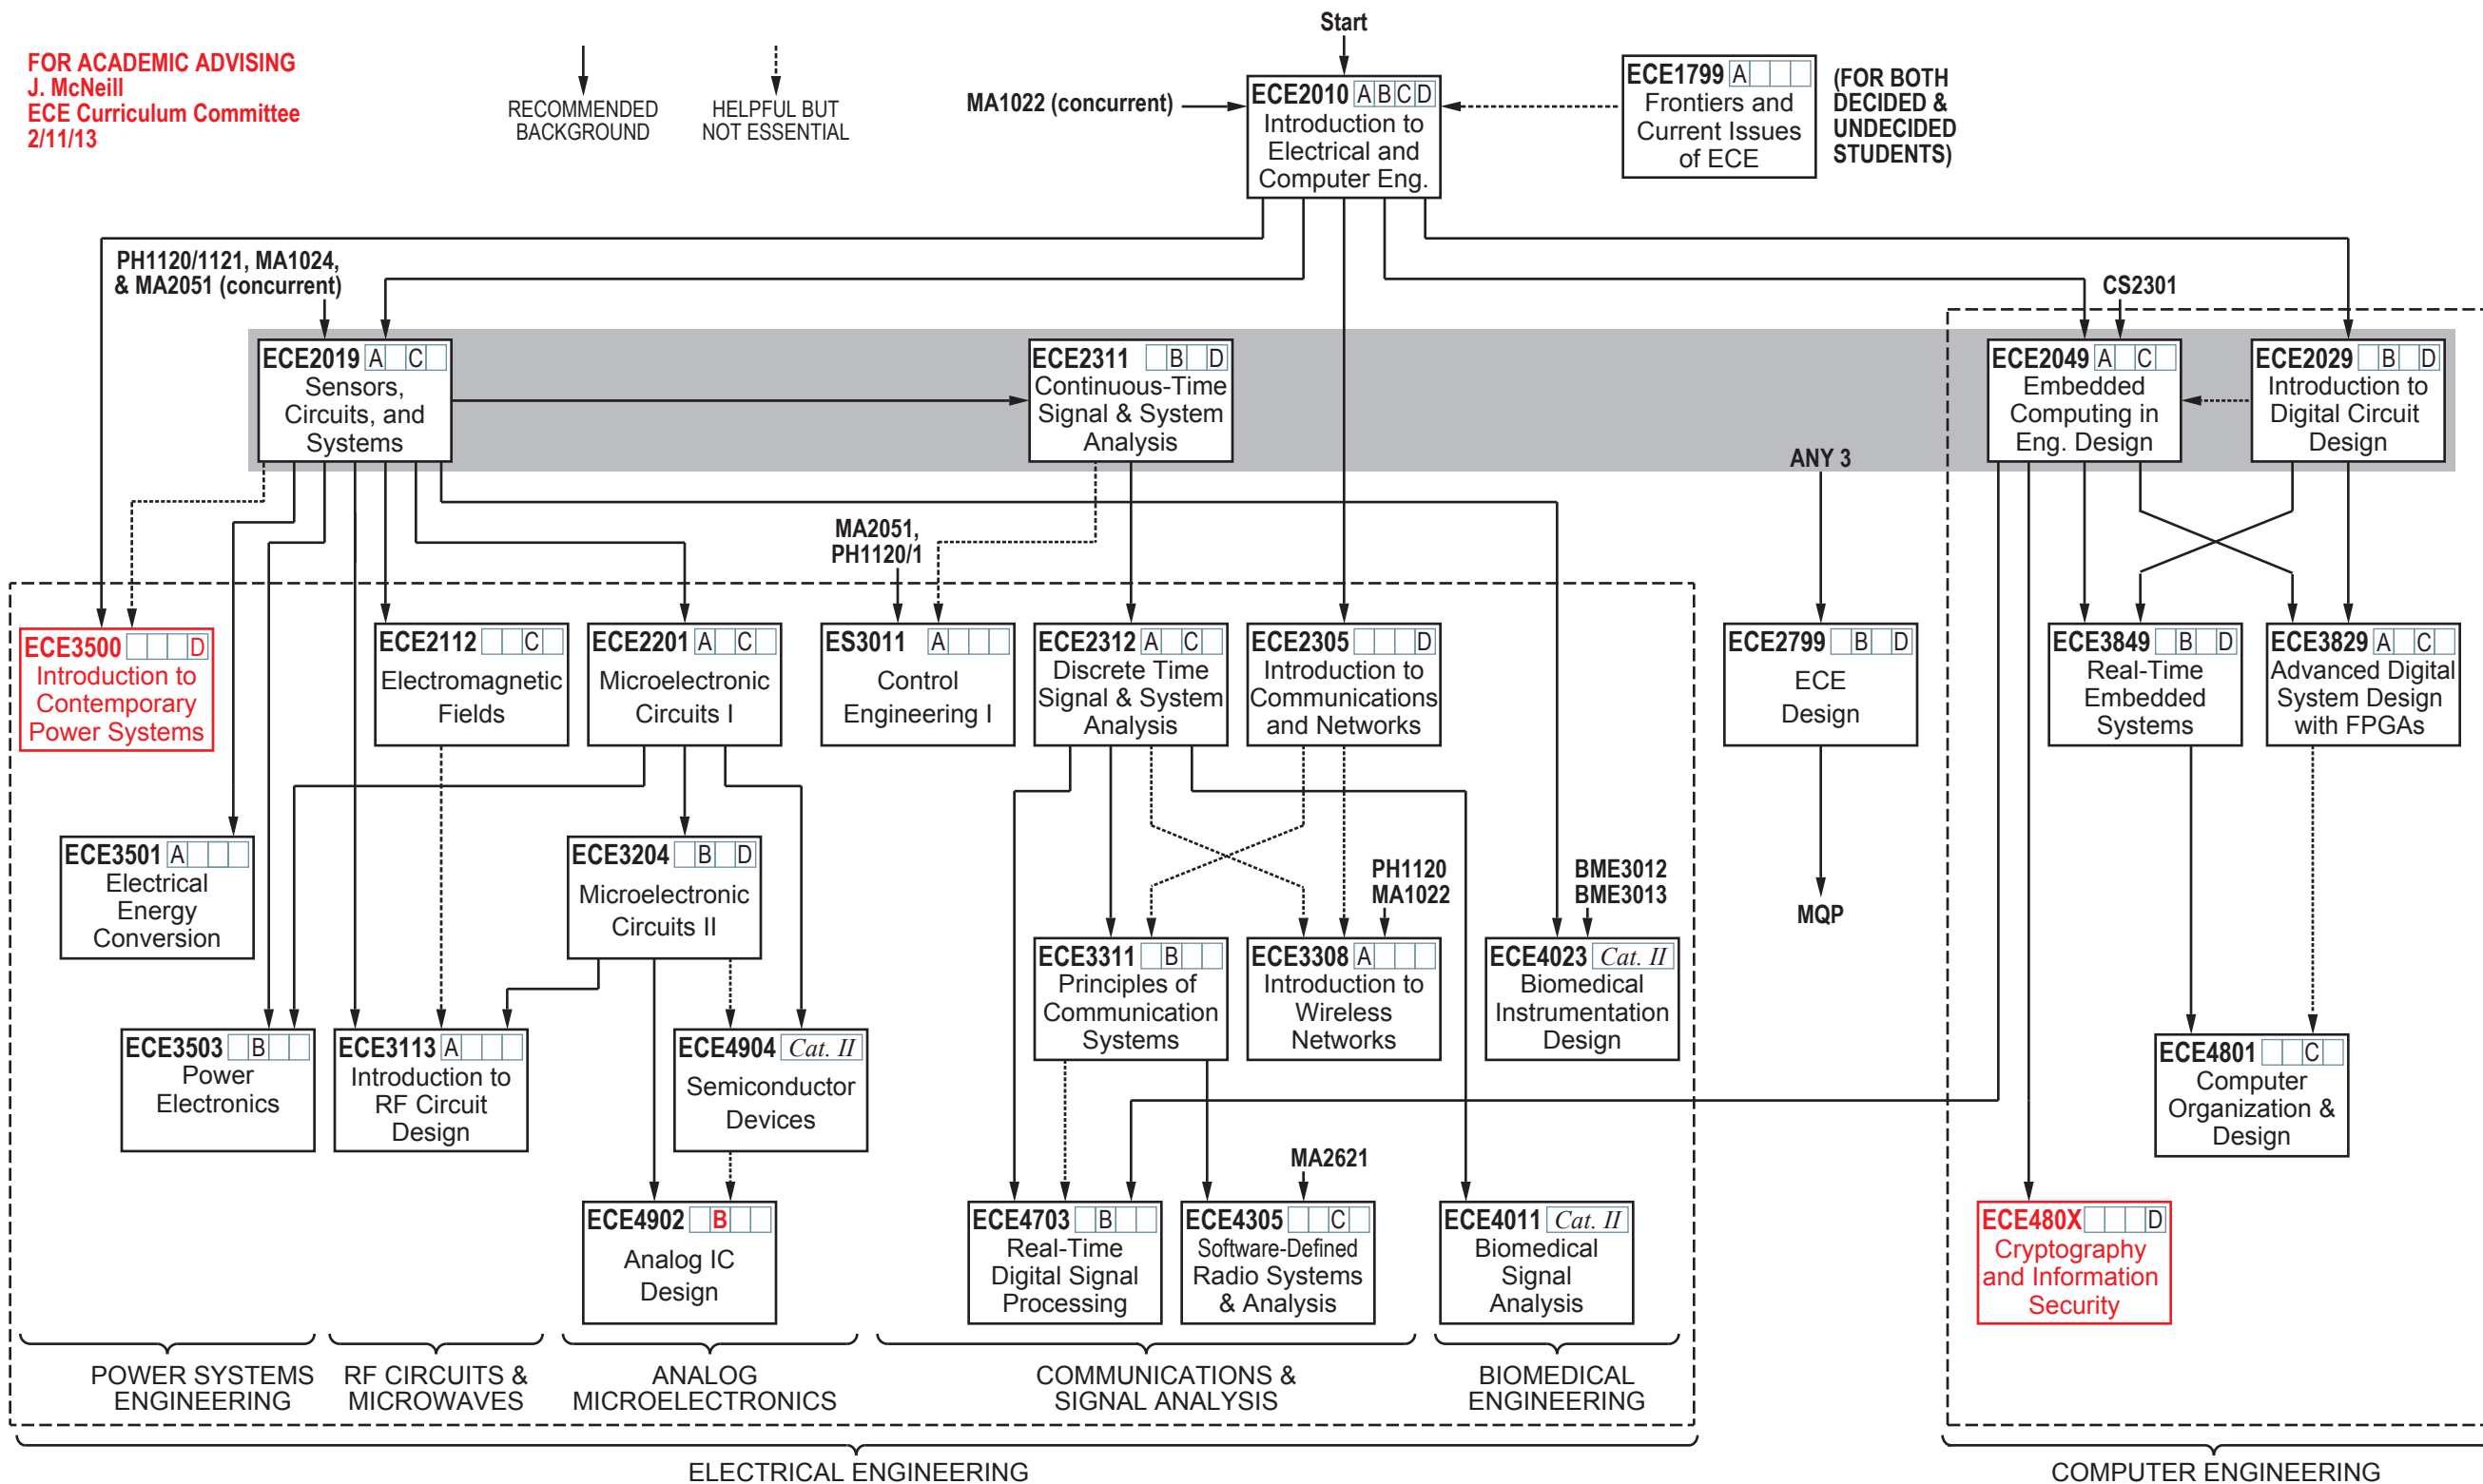 FOR ACADEMIC ADVISING
J. McNeill
ECE Curriculum Committee
2/11/13
RECOMMENDED
BACKGROUND
HELPFUL BUT
NOT ESSENTIAL
Start
MA1022 (concurrent)
ECE2010 A B C D
Introduction to
Electrical and
Computer Eng.
ECE1799 A
Frontiers and
Current Issues
of ECE
(FOR BOTH
DECIDED &
UNDECIDED
STUDENTS)
PH1120/1121, MA1024,
& MA2051 (concurrent)
CS2301
ECE2019 A C
Sensors,
Circuits, and
Systems
ECE2311 B D
Continuous-Time
Signal & System
Analysis
ECE2049 A C
Embedded
Computing in
Eng. Design
ECE2029 B D
Introduction to
Digital Circuit
Design
ANY 3
MA2051,
PH1120/1
ECE3500 D
Introduction to
Contemporary
Power Systems
ECE2112 C
Electromagnetic
Fields
ECE2201 A C
Microelectronic
Circuits I
ES3011 A
Control
Engineering I
ECE2312 A C
Discrete Time
Signal & System
Analysis
ECE2305 D
Introduction to
Communications
and Networks
ECE2799 B D
ECE
Design
ECE3849 B D
Real-Time
Embedded
Systems
ECE3829 A C
Advanced Digital
System Design
with FPGAs
ECE3501 A
Electrical
Energy
Conversion
ECE3204 B D
Microelectronic
Circuits II
PH1120
MA1022
BME3012
BME3013
MQP
ECE3311 B
Principles of
Communication
Systems
ECE3308 A
Introduction to
Wireless
Networks
ECE4023 Cat. II
Biomedical
Instrumentation
Design
ECE3503 B
Power
Electronics
ECE3113 A
Introduction to
RF Circuit
Design
ECE4904 Cat. II
Semiconductor
Devices
ECE4801 C
Computer
Organization &
Design
MA2621
ECE4902 B
Analog IC
Design
ECE4703 B
Real-Time
Digital Signal
Processing
ECE4305 C
Software-Defined
Radio Systems
& Analysis
ECE4011 Cat. II
Biomedical
Signal
Analysis
ECE480X D
Cryptography
and Information
Security
POWER SYSTEMS
ENGINEERING
RF CIRCUITS &
MICROWAVES
ANALOG
MICROELECTRONICS
COMMUNICATIONS &
SIGNAL ANALYSIS
BIOMEDICAL
ENGINEERING
ELECTRICAL ENGINEERING
COMPUTER ENGINEERING